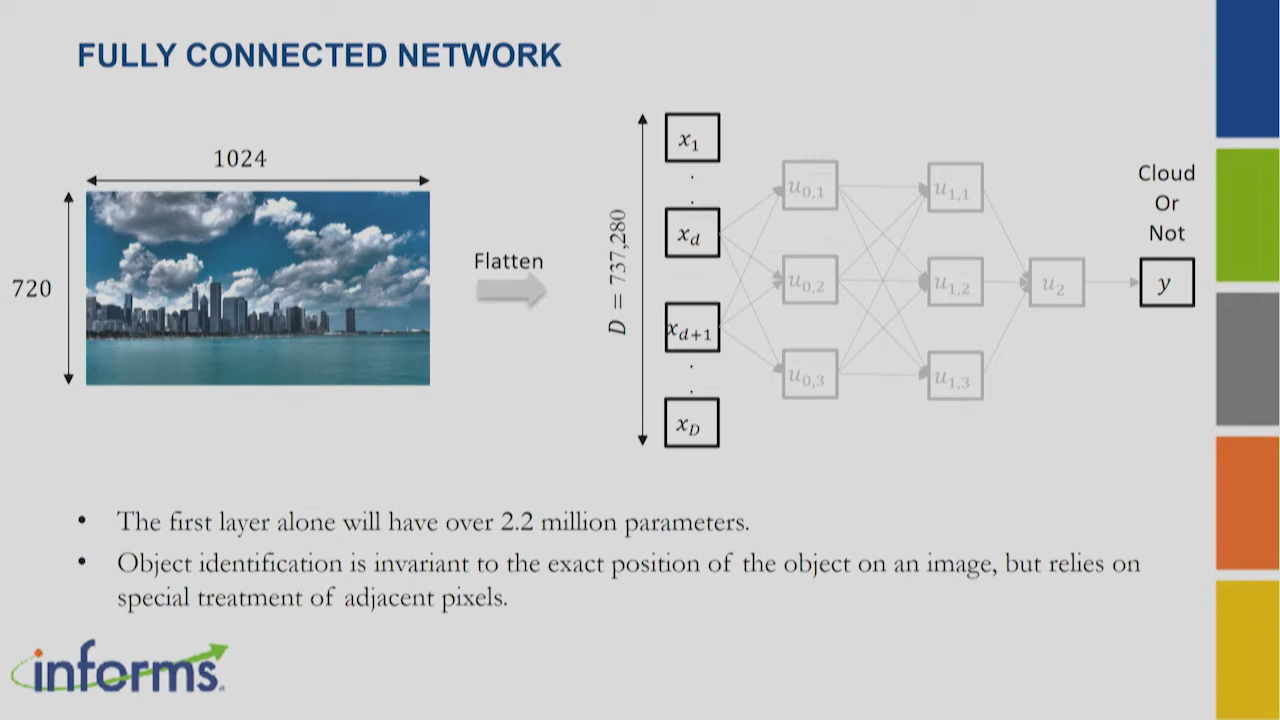 FULLY CONNECTED NETWORK
1024
720
Flatten
D = 737,280
x_1
x_d
x_{d+1}
x_D
u_{0,1}
u_{0,2}
u_{0,3}
u_{1,1}
u_{1,2}
u_{1,3}
u_2
Cloud
Or
Not
y
• The first layer alone will have over 2.2 million parameters.
• Object identification is invariant to the exact position of the object on an image, but relies on
special treatment of adjacent pixels.
informs